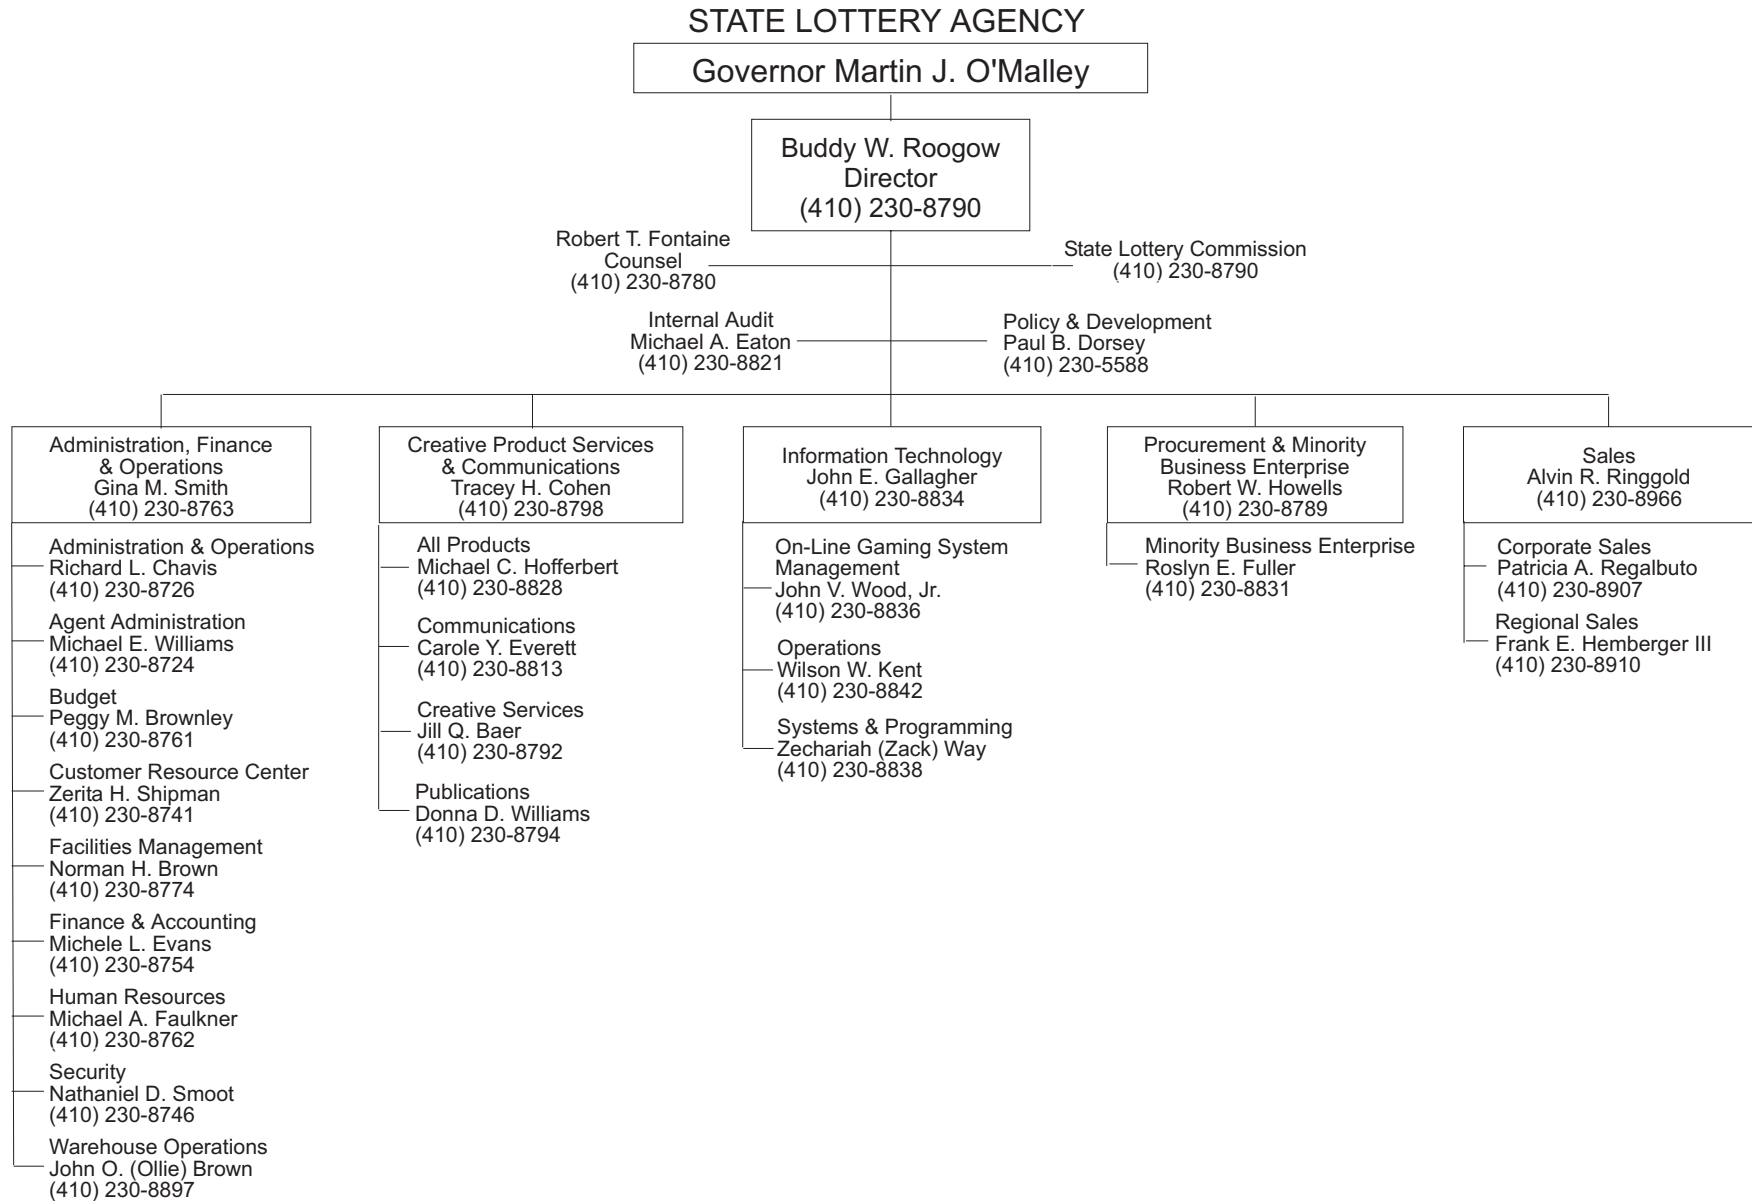 STATE LOTTERY AGENCY
Governor Martin J. O'Malley
Buddy W. Roogow
Director
(410) 230-8790
Robert T. Fontaine
Counsel
(410) 230-8780
State Lottery Commission
(410) 230-8790
Internal Audit
Michael A. Eaton
(410) 230-8821
Policy & Development
Paul B. Dorsey
(410) 230-5588
Administration, Finance
& Operations
Gina M. Smith
(410) 230-8763
Administration & Operations
Richard L. Chavis
(410) 230-8726
Agent Administration
Michael E. Williams
(410) 230-8724
Budget
Peggy M. Brownley
(410) 230-8761
Customer Resource Center
Zerita H. Shipman
(410) 230-8741
Facilities Management
Norman H. Brown
(410) 230-8774
Finance & Accounting
Michele L. Evans
(410) 230-8754
Human Resources
Michael A. Faulkner
(410) 230-8762
Security
Nathaniel D. Smoot
(410) 230-8746
Warehouse Operations
John O. (Ollie) Brown
(410) 230-8897
Creative Product Services
& Communications
Tracey H. Cohen
(410) 230-8798
All Products
Michael C. Hofferbert
(410) 230-8828
Communications
Carole Y. Everett
(410) 230-8813
Creative Services
Jill Q. Baer
(410) 230-8792
Publications
Donna D. Williams
(410) 230-8794
Information Technology
John E. Gallagher
(410) 230-8834
On-Line Gaming System
Management
John V. Wood, Jr.
(410) 230-8836
Operations
Wilson W. Kent
(410) 230-8842
Systems & Programming
Zechariah (Zack) Way
(410) 230-8838
Procurement & Minority
Business Enterprise
Robert W. Howells
(410) 230-8789
Minority Business Enterprise
Roslyn E. Fuller
(410) 230-8831
Sales
Alvin R. Ringgold
(410) 230-8966
Corporate Sales
Patricia A. Regalbuto
(410) 230-8907
Regional Sales
Frank E. Hemberger III
(410) 230-8910